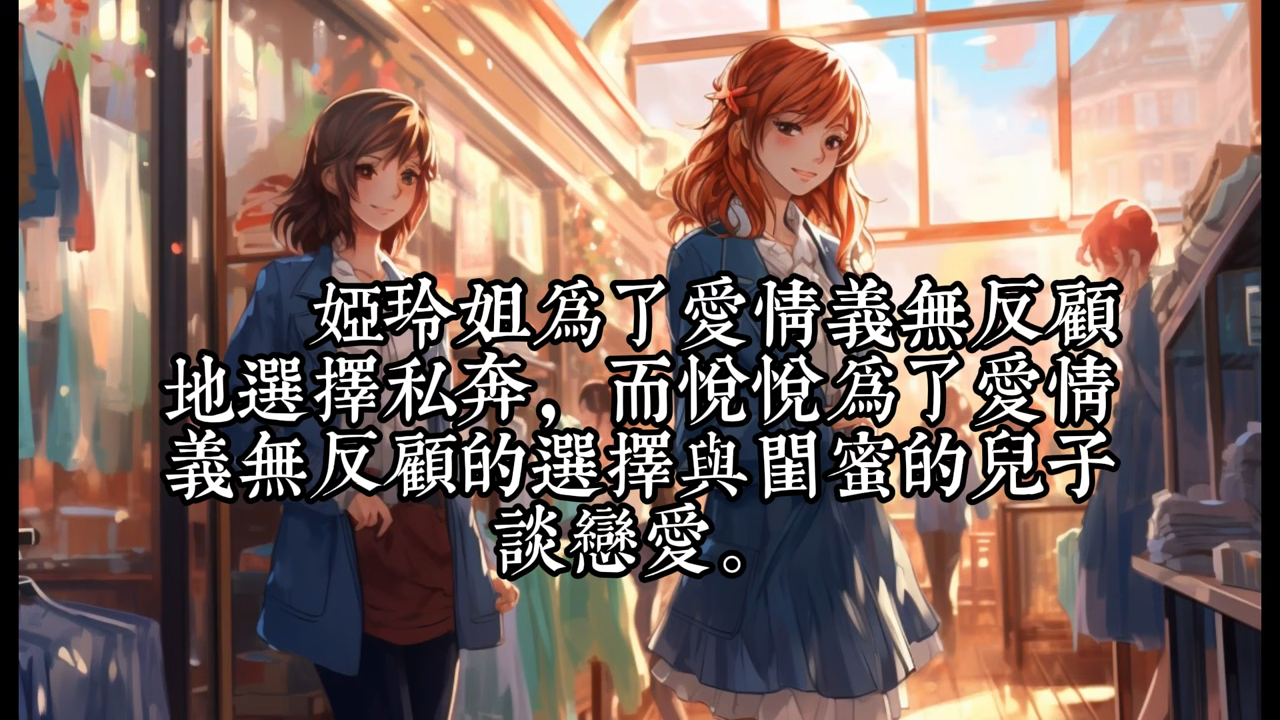 婭玲姐爲了愛情義無反顧
地選擇私奔，而悅悅爲了愛情
義無反顧的選擇與閨蜜的兒子
談戀愛。